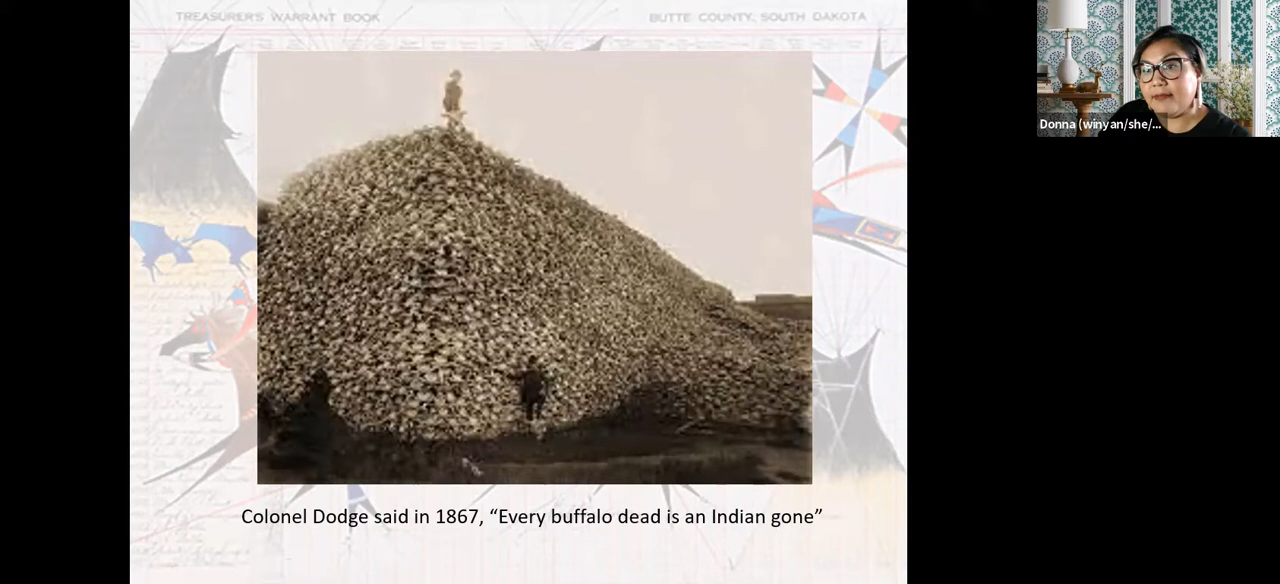 TREASURER'S WARRANT BOOK
BUTTE COUNTY, SOUTH DAKOTA
Donna (winyan/she/...
Colonel Dodge said in 1867, “Every buffalo dead is an Indian gone”